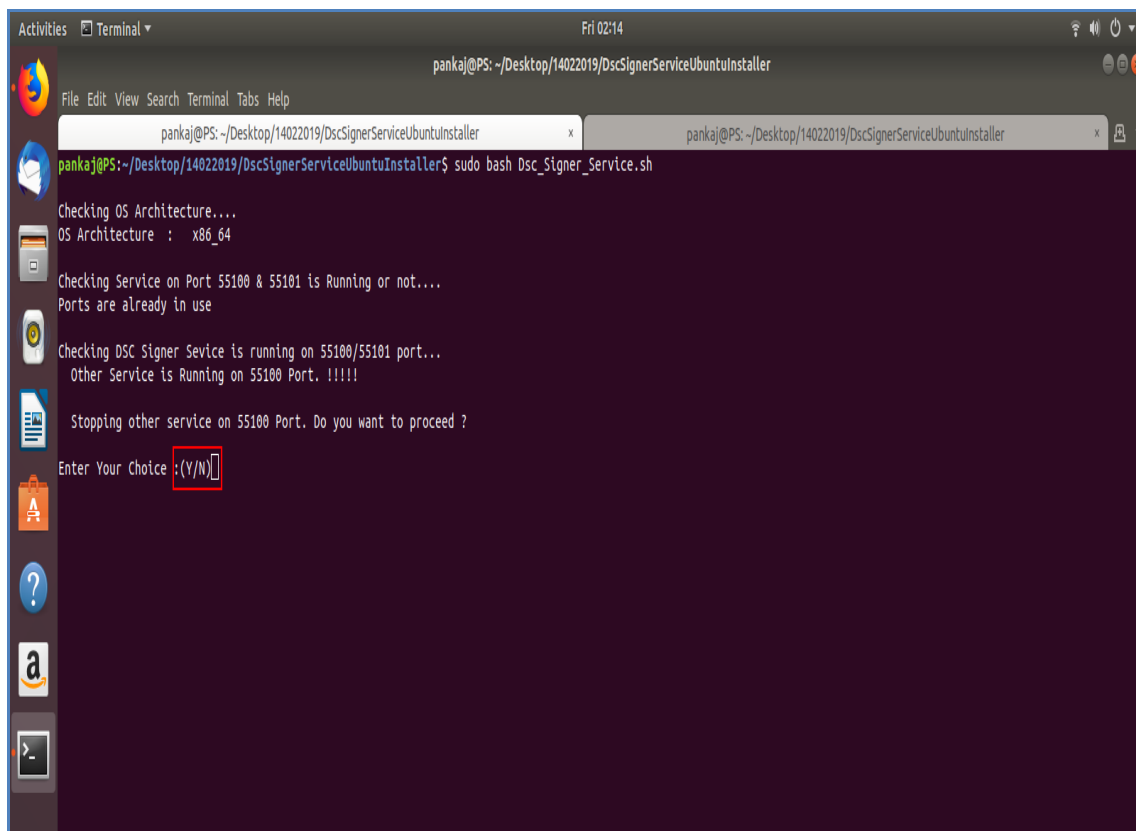 Activities Terminal Fri 02:14
pankaj@PS: ~/Desktop/14022019/DscSignerServiceUbuntuInstaller
File Edit View Search Terminal Tabs Help
pankaj@PS: ~/Desktop/14022019/DscSignerServiceUbuntuInstaller x pankaj@PS: ~/Desktop/14022019/DscSignerServiceUbuntuInstaller x
pankaj@PS:~/Desktop/14022019/DscSignerServiceUbuntuInstaller$ sudo bash Dsc_Signer_Service.sh
Checking OS Architecture....
OS Architecture : x86_64
Checking Service on Port 55100 & 55101 is Running or not....
Ports are already in use
Checking DSC Signer Sevice is running on 55100/55101 port...
Other Service is Running on 55100 Port. !!!!!
Stopping other service on 55100 Port. Do you want to proceed ?
Enter Your Choice :(Y/N)